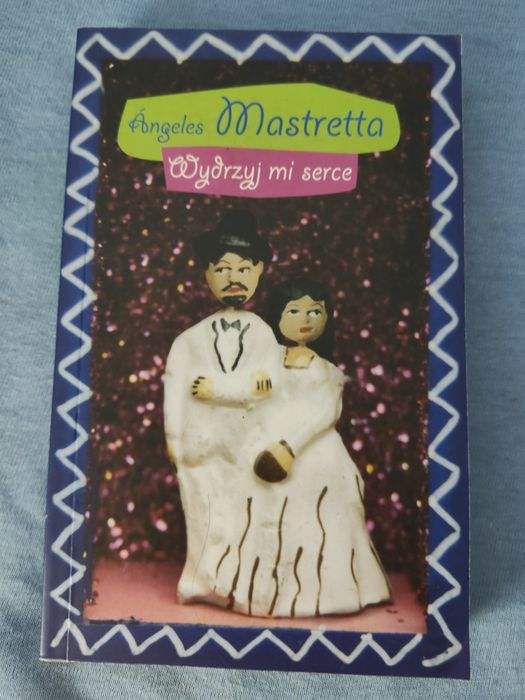 Ángeles Mastretta
Wydrzyj mi serce